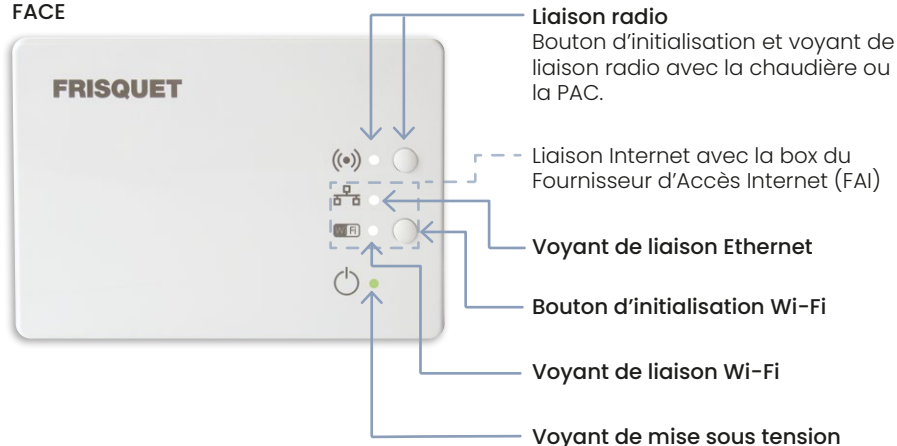 FACE
FRISQUET
Wi Fi
Liaison radio
Bouton d'initialisation et voyant de
liaison radio avec la chaudière ou
la PAC.
Liaison Internet avec la box du
Fournisseur d'Accès Internet (FAI)
Voyant de liaison Ethernet
Bouton d'initialisation Wi-Fi
Voyant de liaison Wi-Fi
Voyant de mise sous tension